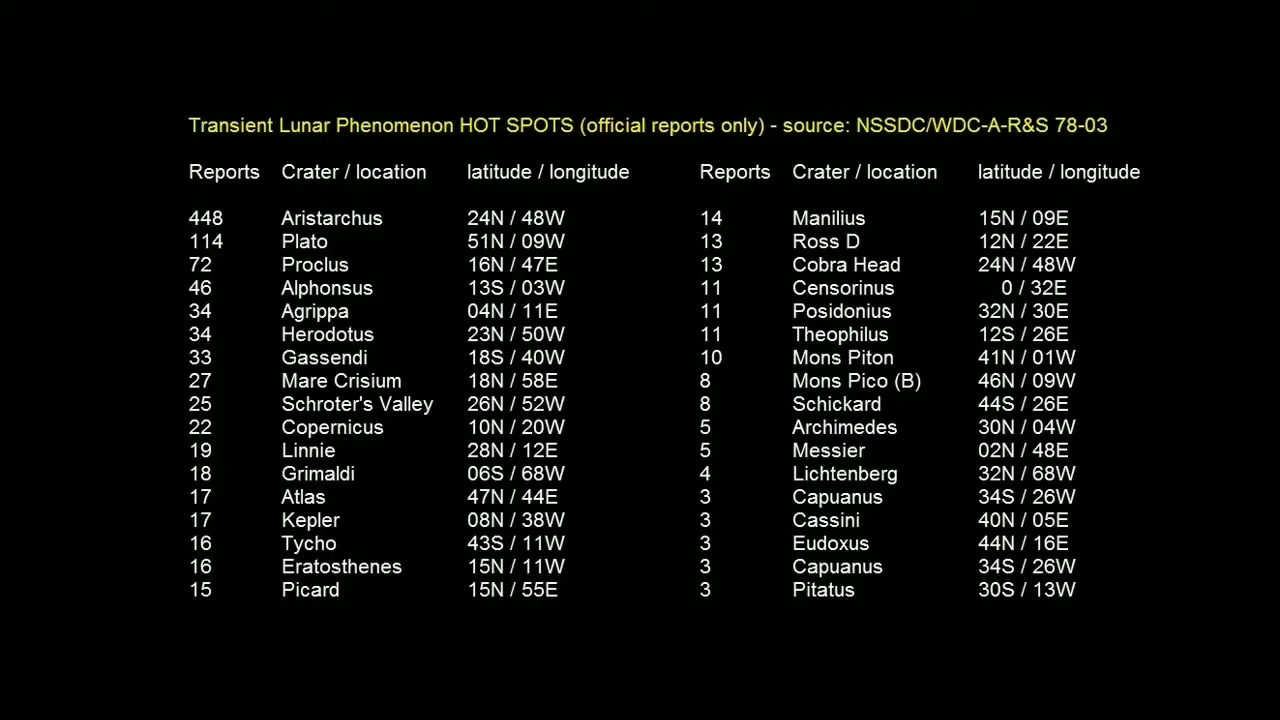 Transient Lunar Phenomenon HOT SPOTS (official reports only) - source: NSSDC/WDC-A-R&S 78-03
Reports Crater / location latitude / longitude Reports Crater / location latitude / longitude
448 Aristarchus 24N / 48W 14 Manilius 15N / 09E
114 Plato 51N / 09W 13 Ross D 12N / 22E
72 Proclus 16N / 47E 13 Cobra Head 24N / 48W
46 Alphonsus 13S / 03W 11 Censorinus 0 / 32E
34 Agrippa 04N / 11E 11 Posidonius 32N / 30E
34 Herodotus 23N / 50W 11 Theophilus 12S / 26E
33 Gassendi 18S / 40W 10 Mons Piton 41N / 01W
27 Mare Crisium 18N / 58E 8 Mons Pico (B) 46N / 09W
25 Schroter's Valley 26N / 52W 8 Schickard 44S / 26E
22 Copernicus 10N / 20W 5 Archimedes 30N / 04W
19 Linnie 28N / 12E 5 Messier 02N / 48E
18 Grimaldi 06S / 68W 4 Lichtenberg 32N / 68W
17 Atlas 47N / 44E 3 Capuanus 34S / 26W
17 Kepler 08N / 38W 3 Cassini 40N / 05E
16 Tycho 43S / 11W 3 Eudoxus 44N / 16E
16 Eratosthenes 15N / 11W 3 Capuanus 34S / 26W
15 Picard 15N / 55E 3 Pitatus 30S / 13W